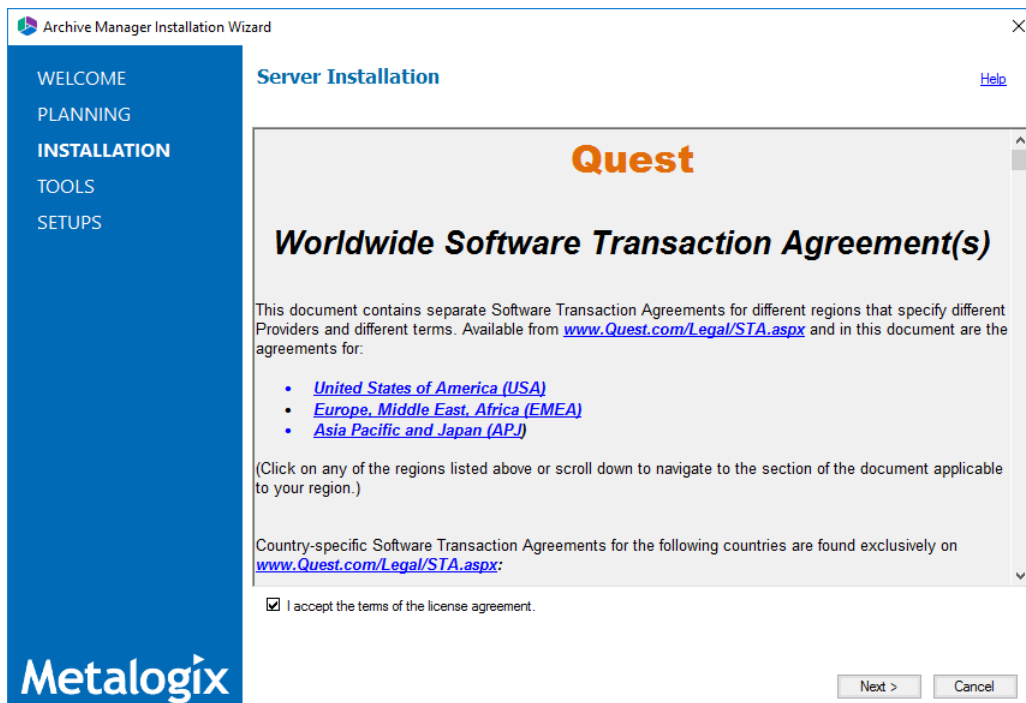 Archive Manager Installation Wizard
WELCOME
PLANNING
INSTALLATION
TOOLS
SETUPS
Metalogix
Server Installation
Help
Quest
Worldwide Software Transaction Agreement(s)
This document contains separate Software Transaction Agreements for different regions that specify different
Providers and different terms. Available from www.Quest.com/Legal/STA.aspx and in this document are the
agreements for:
• United States of America (USA)
• Europe, Middle East, Africa (EMEA)
• Asia Pacific and Japan (APJ)
(Click on any of the regions listed above or scroll down to navigate to the section of the document applicable
to your region.)
Country-specific Software Transaction Agreements for the following countries are found exclusively on
www.Quest.com/Legal/STA.aspx:
I accept the terms of the license agreement.
Next >
Cancel